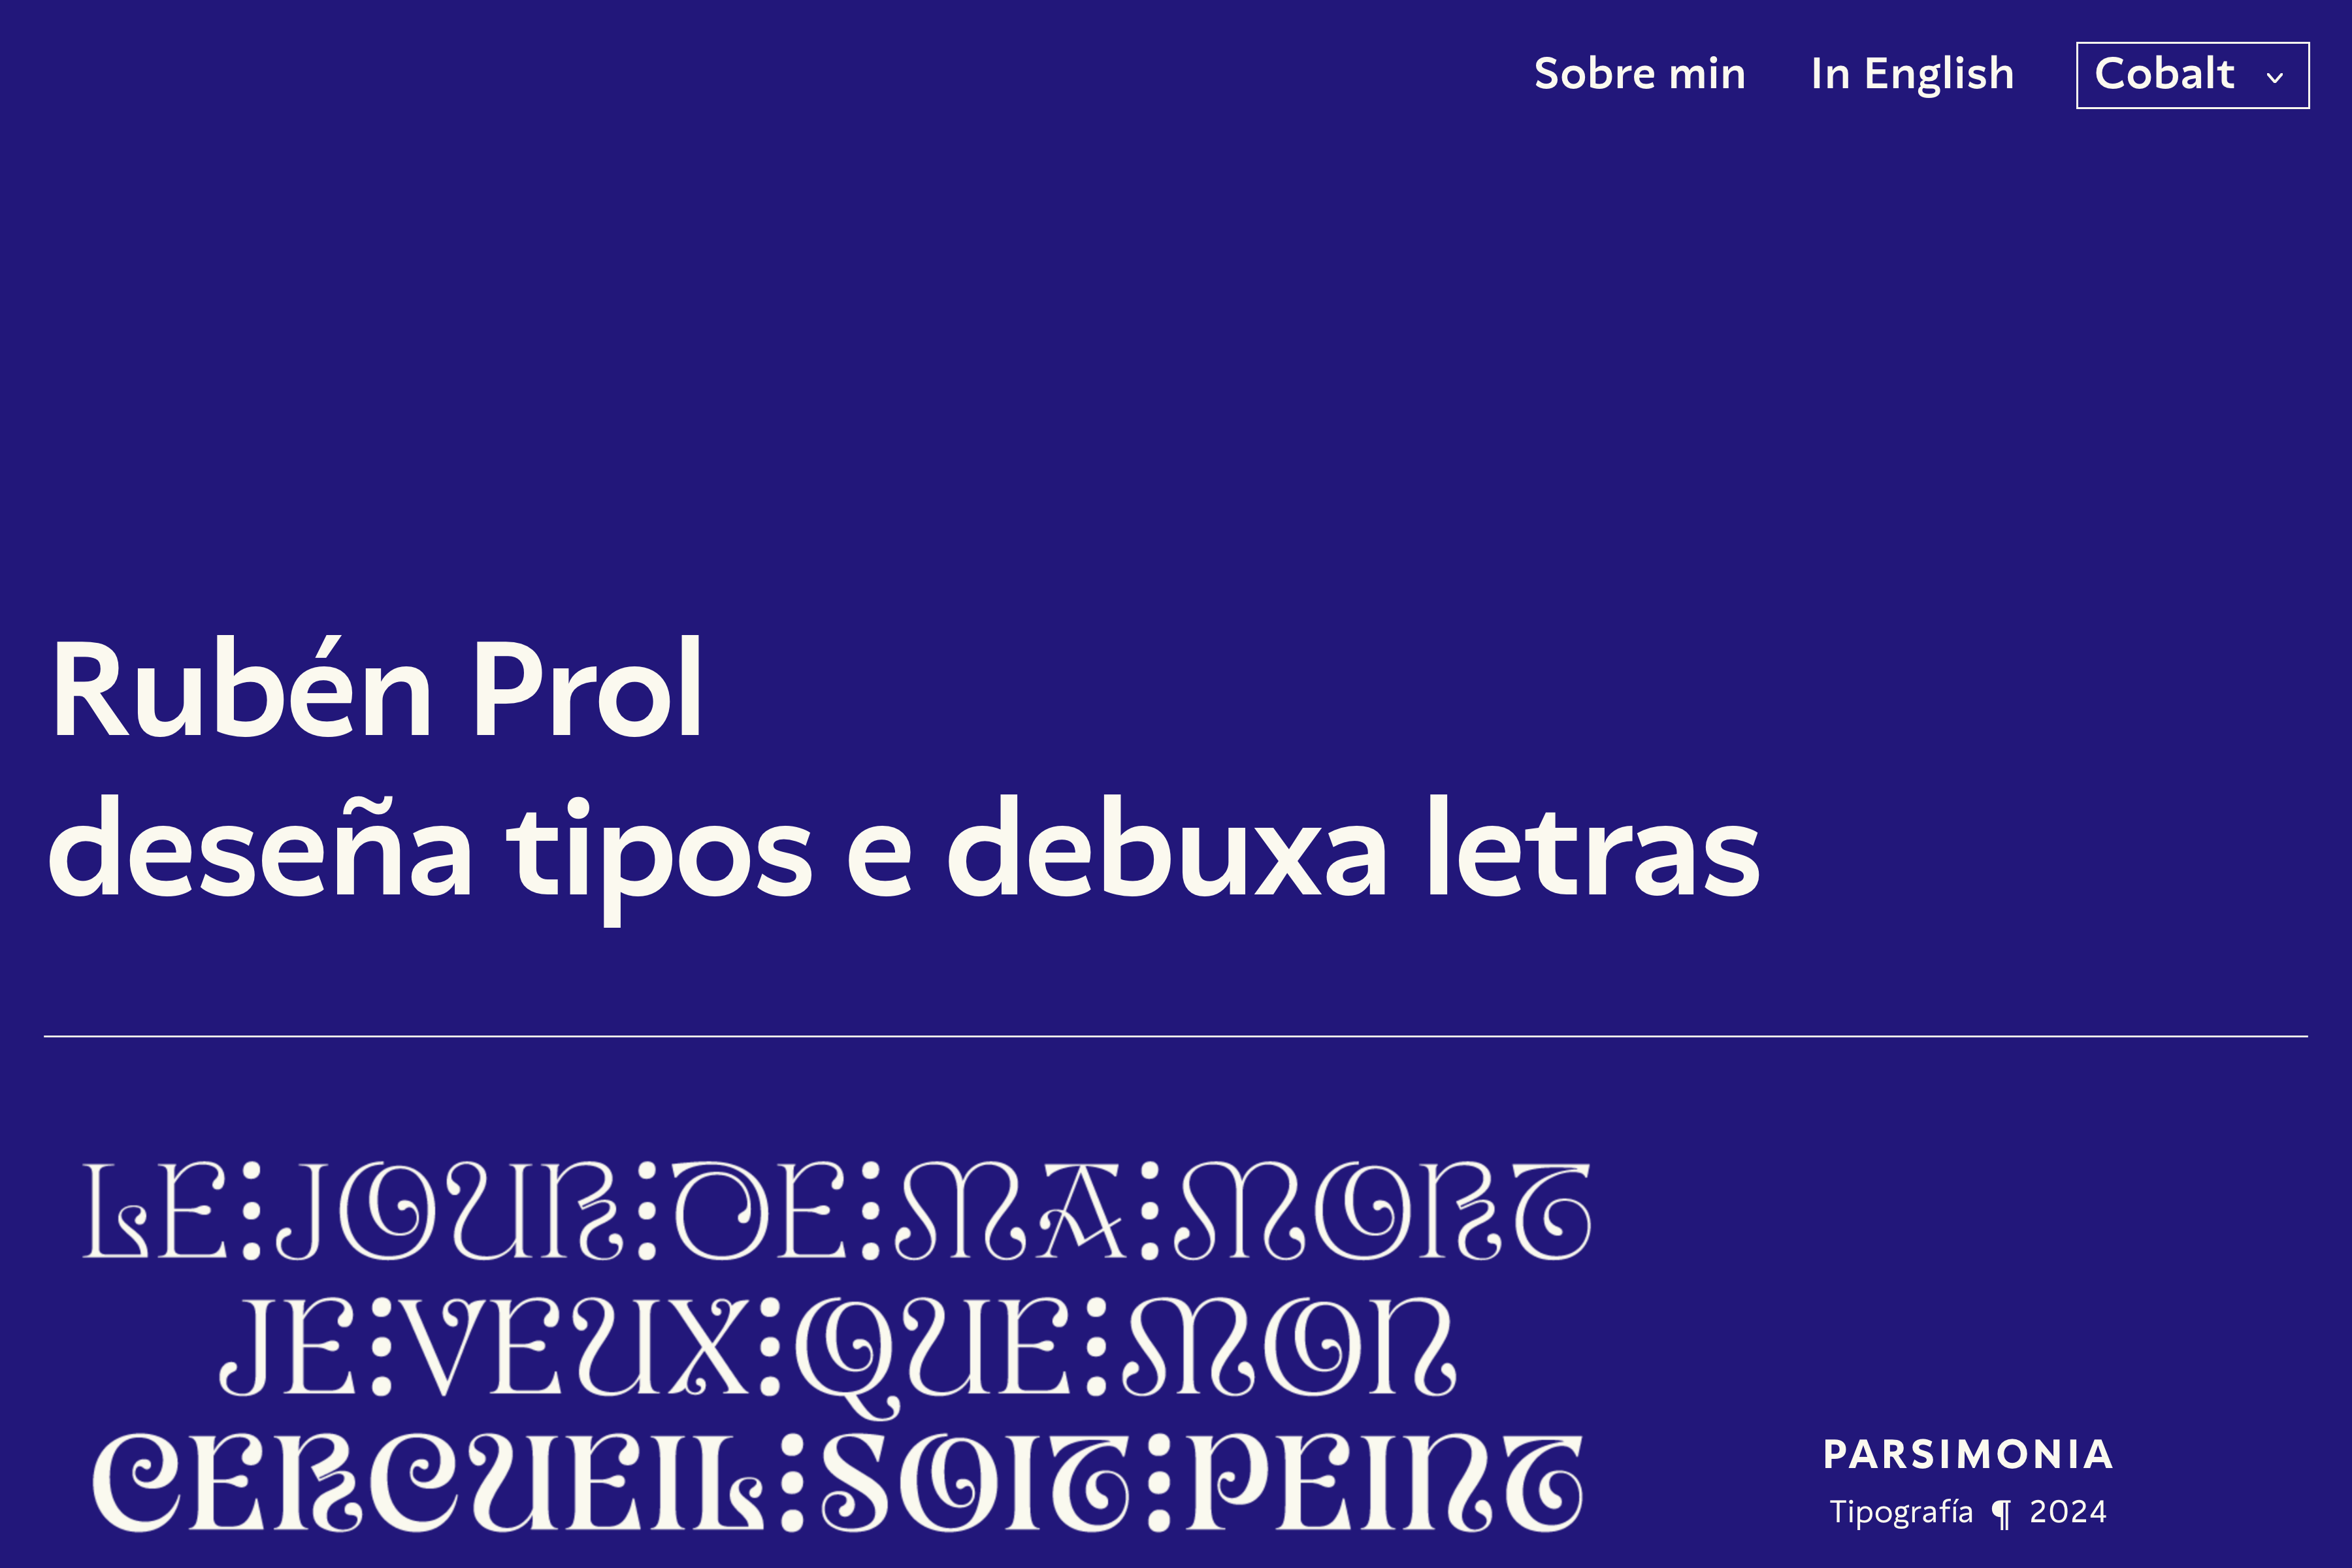 Sobre min In English Cobalt
Rubén Prol
deseña tipos e debuxa letras
LE⁝JOUR⁝DE⁝MA⁝MORT
JE⁝VEUX⁝QUE⁝MON
CERCUEIL⁝SOIT⁝PEINT
PARSIMONIA
Tipografía ¶ 2024